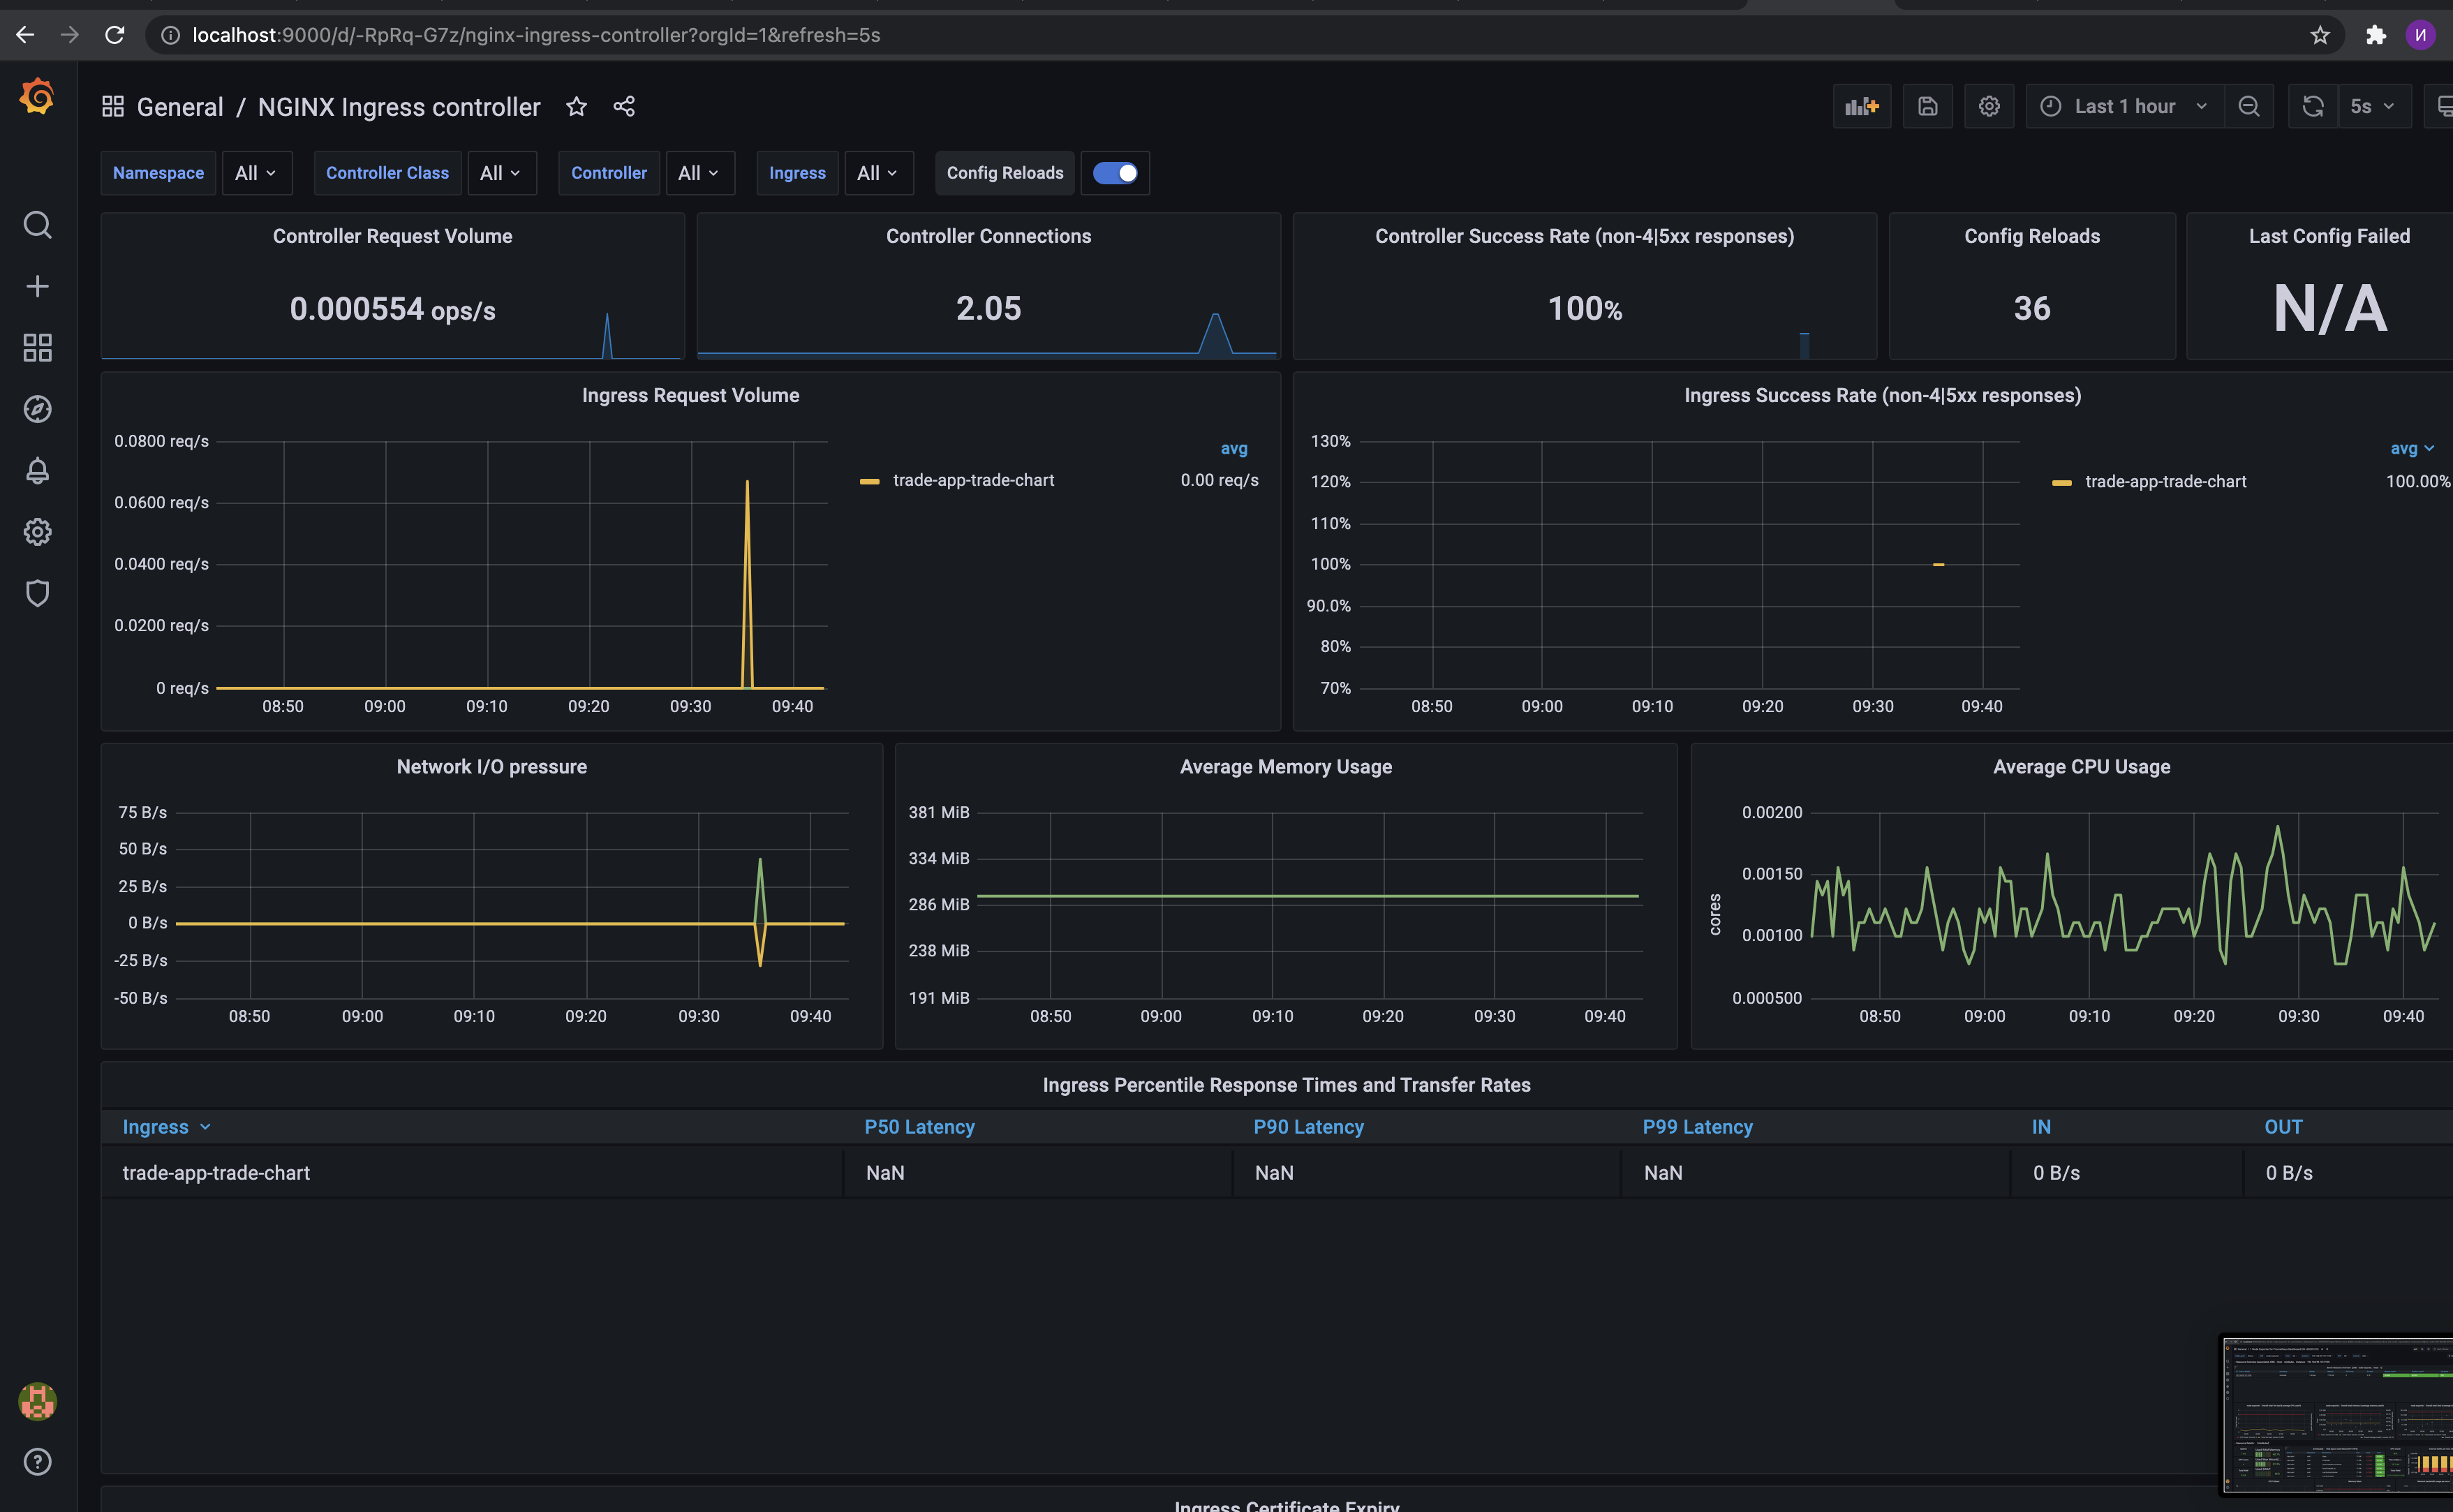 localhost:9000/d/-RpRq-G7z/nginx-ingress-controller?orgId=1&refresh=5s
И
General / NGINX Ingress controller
Last 1 hour
5s
Namespace All Controller Class All Controller All Ingress All Config Reloads
Controller Request Volume
0.000554 ops/s
Controller Connections
2.05
Controller Success Rate (non-4|5xx responses)
100%
Config Reloads
36
Last Config Failed
N/A
Ingress Request Volume
0.0800 req/s
0.0600 req/s
0.0400 req/s
0.0200 req/s
0 req/s
08:50 09:00 09:10 09:20 09:30 09:40
avg
trade-app-trade-chart 0.00 req/s
Ingress Success Rate (non-4|5xx responses)
130%
120%
110%
100%
90.0%
80%
70%
08:50 09:00 09:10 09:20 09:30 09:40
avg
trade-app-trade-chart 100.00%
Network I/O pressure
75 B/s
50 B/s
25 B/s
0 B/s
-25 B/s
-50 B/s
08:50 09:00 09:10 09:20 09:30 09:40
Average Memory Usage
381 MiB
334 MiB
286 MiB
238 MiB
191 MiB
08:50 09:00 09:10 09:20 09:30 09:40
Average CPU Usage
cores
0.00200
0.00150
0.00100
0.000500
08:50 09:00 09:10 09:20 09:30 09:40
Ingress Percentile Response Times and Transfer Rates
Ingress P50 Latency P90 Latency P99 Latency IN OUT
trade-app-trade-chart NaN NaN NaN 0 B/s 0 B/s
Ingress Certificate Expiry